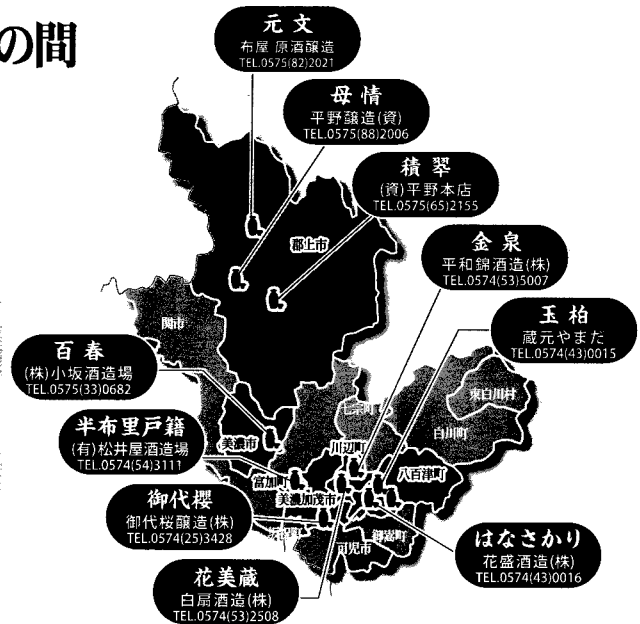 の間
元文
布屋 原酒醸造
TEL.0575(82)2021
母情
平野醸造(資)
TEL.0575(88)2006
積翠
(資)平野本店
TEL.0575(65)2155
金泉
平和錦酒造(株)
TEL.0574(53)5007
玉柏
蔵元やまだ
TEL.0574(43)0015
百春
(株)小坂酒造場
TEL.0575(33)0682
半布里戸籍
(有)松井屋酒造場
TEL.0574(54)3111
御代櫻
御代桜醸造(株)
TEL.0574(25)3428
花美蔵
白扇酒造(株)
TEL.0574(53)2508
はなさかり
花盛酒造(株)
TEL.0574(43)0016
郡上市
関市
美濃市
七宗町
東白川村
白川町
川辺町
八百津町
富加町
美濃加茂市
可児市
御嵩町